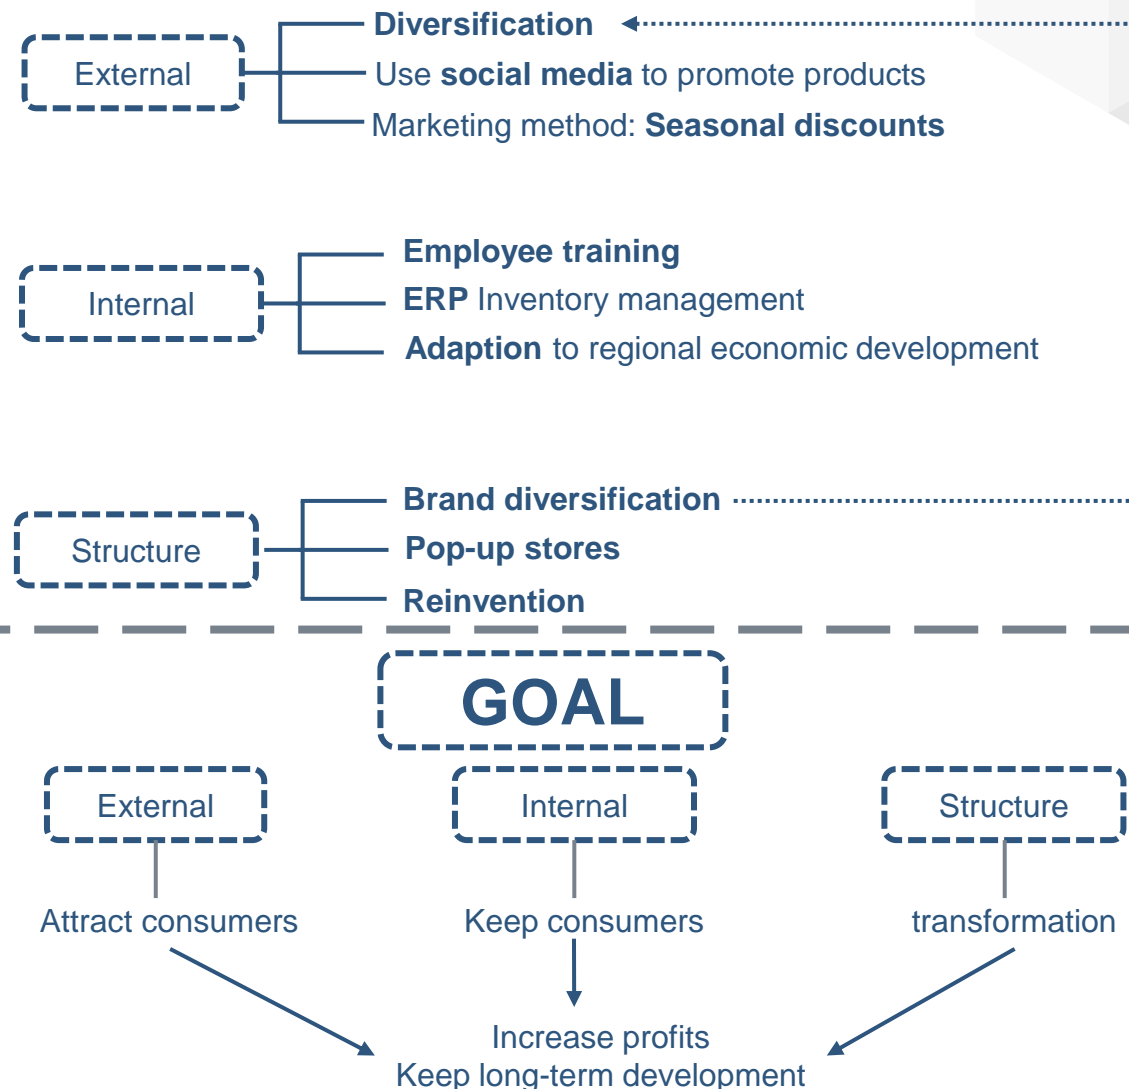 Diversification
External
Use social media to promote products
Marketing method: Seasonal discounts
Employee training
Internal
ERP Inventory management
Adaption to regional economic development
Brand diversification
Structure
Pop-up stores
Reinvention
GOAL
External
Internal
Structure
Attract consumers
Keep consumers
transformation
Increase profits
Keep long-term development